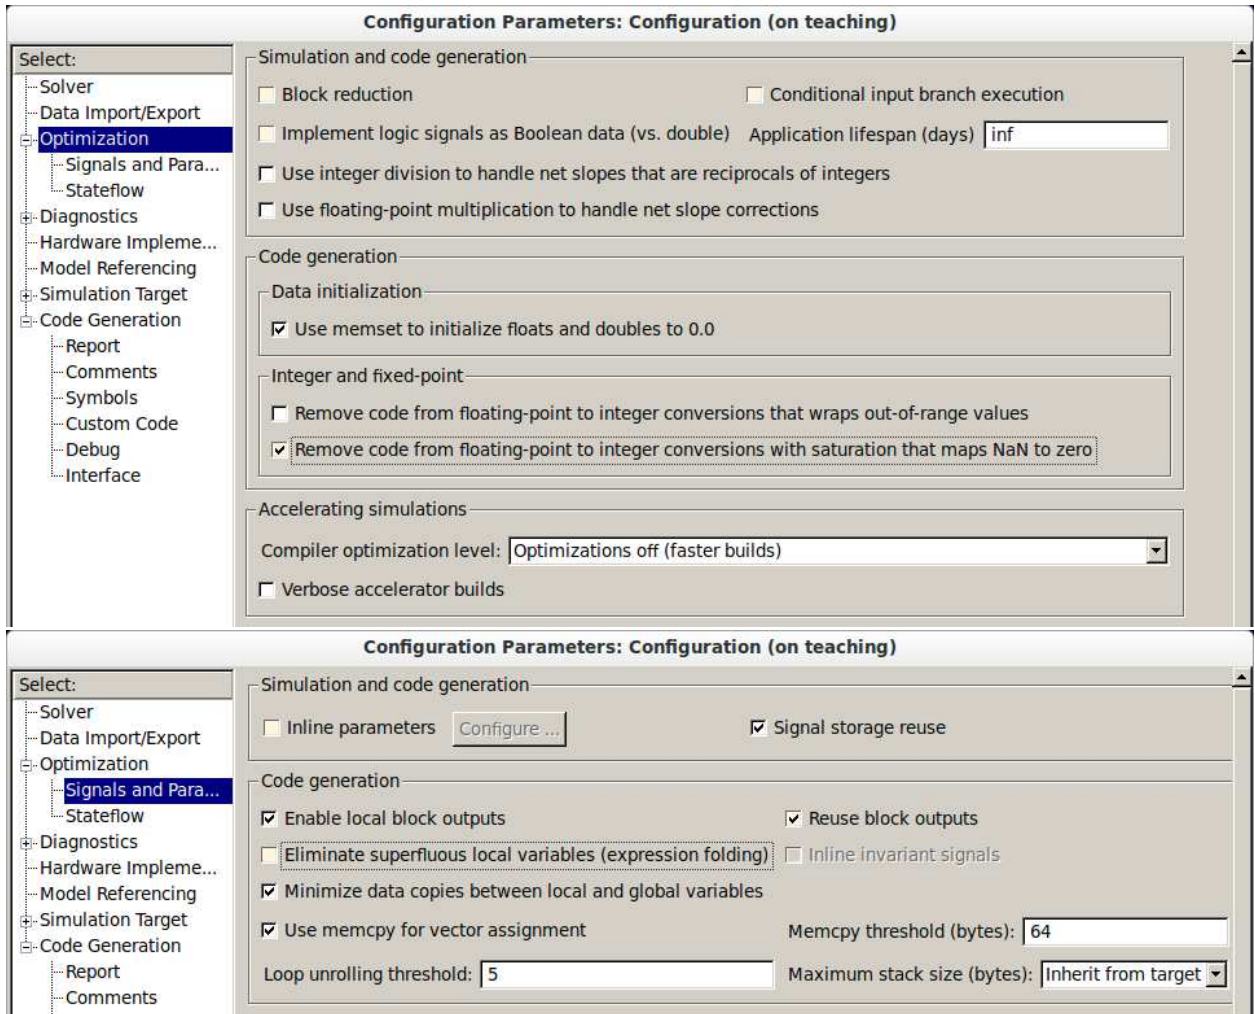 Configuration Parameters: Configuration (on teaching)
Select:
Solver
Data Import/Export
Optimization
Signals and Para...
Stateflow
Diagnostics
Hardware Impleme...
Model Referencing
Simulation Target
Code Generation
Report
Comments
Symbols
Custom Code
Debug
Interface
Simulation and code generation
Block reduction
Conditional input branch execution
Implement logic signals as Boolean data (vs. double)
Application lifespan (days) inf
Use integer division to handle net slopes that are reciprocals of integers
Use floating-point multiplication to handle net slope corrections
Code generation
Data initialization
Use memset to initialize floats and doubles to 0.0
Integer and fixed-point
Remove code from floating-point to integer conversions that wraps out-of-range values
Remove code from floating-point to integer conversions with saturation that maps NaN to zero
Accelerating simulations
Compiler optimization level: Optimizations off (faster builds)
Verbose accelerator builds
Configuration Parameters: Configuration (on teaching)
Select:
Solver
Data Import/Export
Optimization
Signals and Para...
Stateflow
Diagnostics
Hardware Impleme...
Model Referencing
Simulation Target
Code Generation
Report
Comments
Simulation and code generation
Inline parameters
Configure ...
Signal storage reuse
Code generation
Enable local block outputs
Reuse block outputs
Eliminate superfluous local variables (expression folding)
Inline invariant signals
Minimize data copies between local and global variables
Use memcpy for vector assignment
Memcpy threshold (bytes): 64
Loop unrolling threshold: 5
Maximum stack size (bytes): Inherit from target